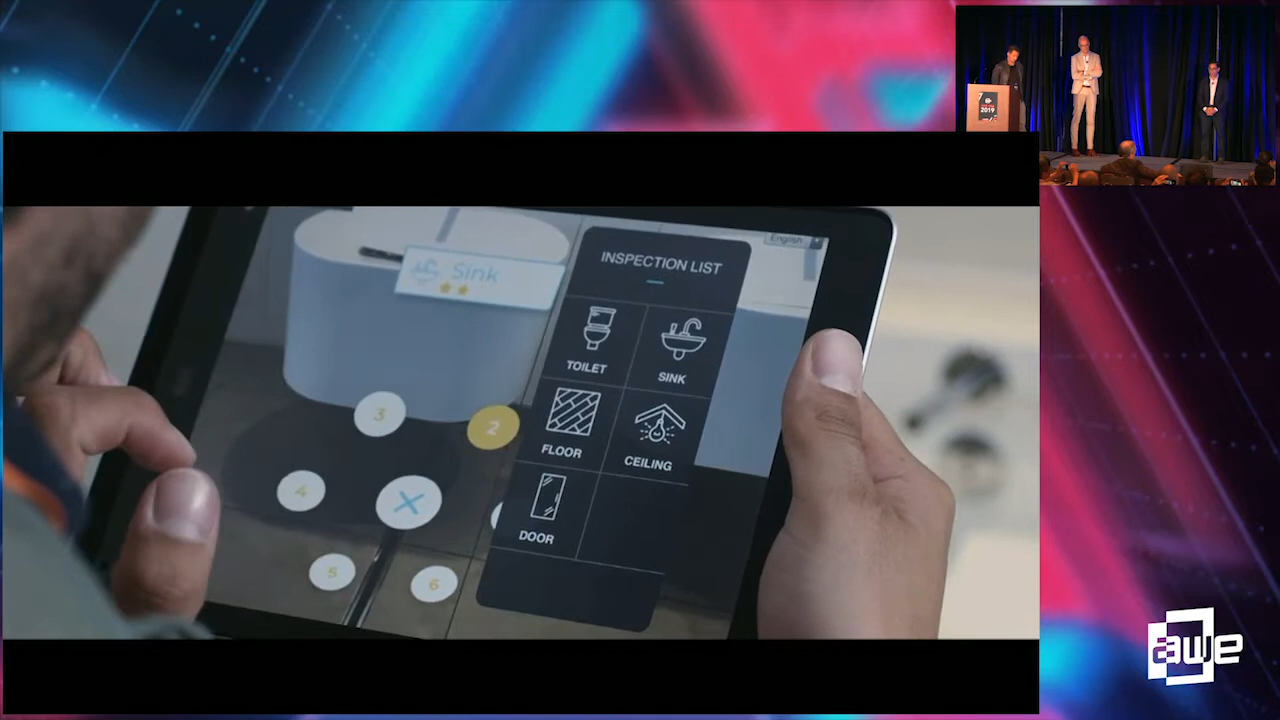 2019
English
Sink
INSPECTION LIST
TOILET
SINK
FLOOR
CEILING
DOOR
3
2
4
5
6
awe